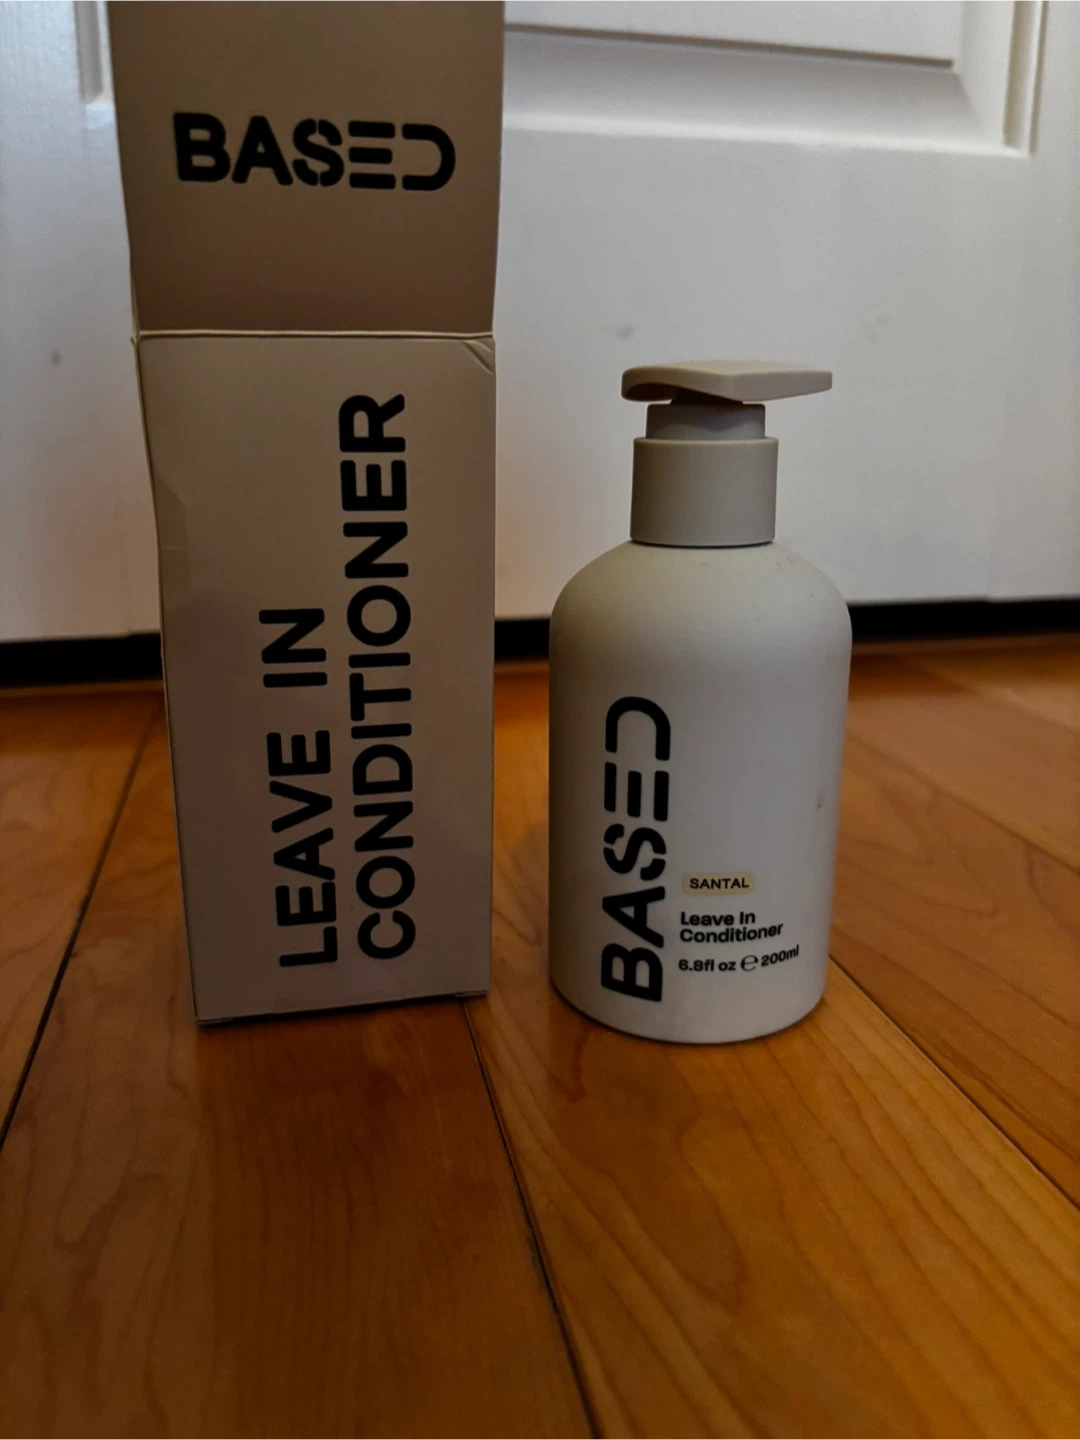 BASED
LEAVE IN
CONDITIONER
BASED
SANTAL
Leave In
Conditioner
6.8fl oz ℮ 200ml